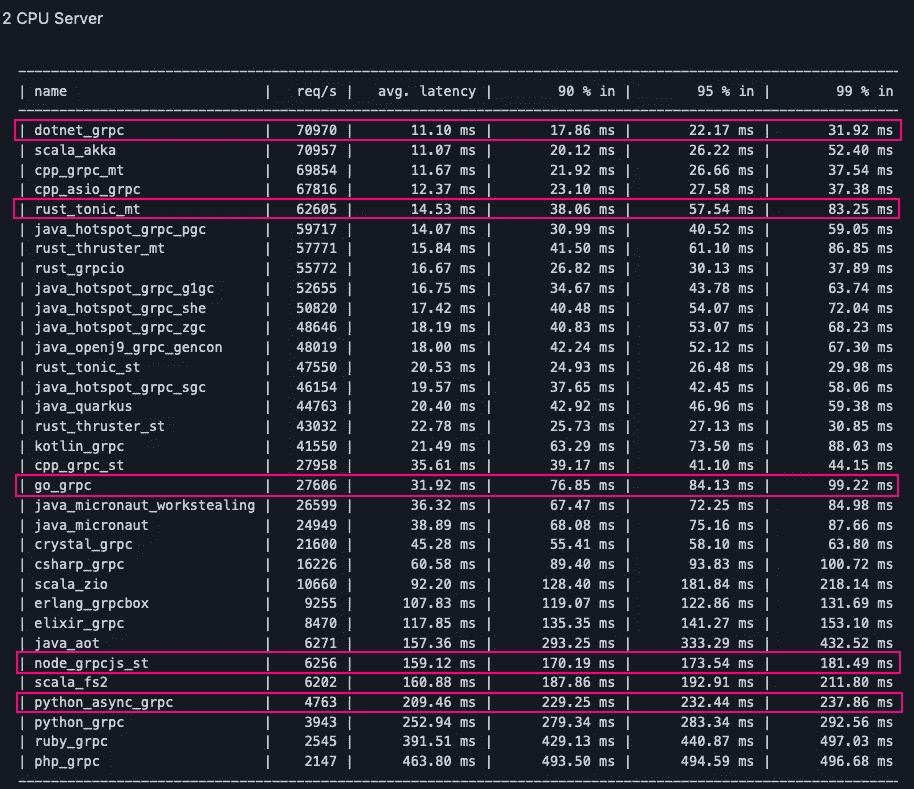 2 CPU Server
| name | req/s | avg. latency | 90 % in | 95 % in | 99 % in
| dotnet_grpc | 70970 | 11.10 ms | 17.86 ms | 22.17 ms | 31.92 ms
| scala_akka | 70957 | 11.07 ms | 20.12 ms | 26.22 ms | 52.40 ms
| cpp_grpc_mt | 69854 | 11.67 ms | 21.92 ms | 26.66 ms | 37.54 ms
| cpp_asio_grpc | 67816 | 12.37 ms | 23.10 ms | 27.58 ms | 37.38 ms
| rust_tonic_mt | 62605 | 14.53 ms | 38.06 ms | 57.54 ms | 83.25 ms
| java_hotspot_grpc_pgc | 59717 | 14.07 ms | 30.99 ms | 40.52 ms | 59.05 ms
| rust_thruster_mt | 57771 | 15.84 ms | 41.50 ms | 61.10 ms | 86.85 ms
| rust_grpcio | 55772 | 16.67 ms | 26.82 ms | 30.13 ms | 37.89 ms
| java_hotspot_grpc_g1gc | 52655 | 16.75 ms | 34.67 ms | 43.78 ms | 63.74 ms
| java_hotspot_grpc_she | 50820 | 17.42 ms | 40.48 ms | 54.07 ms | 72.04 ms
| java_hotspot_grpc_zgc | 48646 | 18.19 ms | 40.83 ms | 53.07 ms | 68.23 ms
| java_openj9_grpc_gencon | 48019 | 18.00 ms | 42.24 ms | 52.12 ms | 67.30 ms
| rust_tonic_st | 47550 | 20.53 ms | 24.93 ms | 26.48 ms | 29.98 ms
| java_hotspot_grpc_sgc | 46154 | 19.57 ms | 37.65 ms | 42.45 ms | 58.06 ms
| java_quarkus | 44763 | 20.40 ms | 42.92 ms | 46.96 ms | 59.38 ms
| rust_thruster_st | 43032 | 22.78 ms | 25.73 ms | 27.13 ms | 30.85 ms
| kotlin_grpc | 41550 | 21.49 ms | 63.29 ms | 73.50 ms | 88.03 ms
| cpp_grpc_st | 27958 | 35.61 ms | 39.17 ms | 41.10 ms | 44.15 ms
| go_grpc | 27606 | 31.92 ms | 76.85 ms | 84.13 ms | 99.22 ms
| java_micronaut_workstealing | 26599 | 36.32 ms | 67.47 ms | 72.25 ms | 84.98 ms
| java_micronaut | 24949 | 38.89 ms | 68.08 ms | 75.16 ms | 87.66 ms
| crystal_grpc | 21600 | 45.28 ms | 55.41 ms | 58.10 ms | 63.80 ms
| csharp_grpc | 16226 | 60.58 ms | 89.40 ms | 93.83 ms | 100.72 ms
| scala_zio | 10660 | 92.20 ms | 128.40 ms | 181.84 ms | 218.14 ms
| erlang_grpcbox | 9255 | 107.83 ms | 119.07 ms | 122.86 ms | 131.69 ms
| elixir_grpc | 8470 | 117.85 ms | 135.35 ms | 141.27 ms | 153.10 ms
| java_aot | 6271 | 157.36 ms | 293.25 ms | 333.29 ms | 432.52 ms
| node_grpcjs_st | 6256 | 159.12 ms | 170.19 ms | 173.54 ms | 181.49 ms
| scala_fs2 | 6202 | 160.88 ms | 187.86 ms | 192.91 ms | 211.80 ms
| python_async_grpc | 4763 | 209.46 ms | 229.25 ms | 232.44 ms | 237.86 ms
| python_grpc | 3943 | 252.94 ms | 279.34 ms | 283.34 ms | 292.56 ms
| ruby_grpc | 2545 | 391.51 ms | 429.13 ms | 440.87 ms | 497.03 ms
| php_grpc | 2147 | 463.80 ms | 493.50 ms | 494.59 ms | 496.68 ms